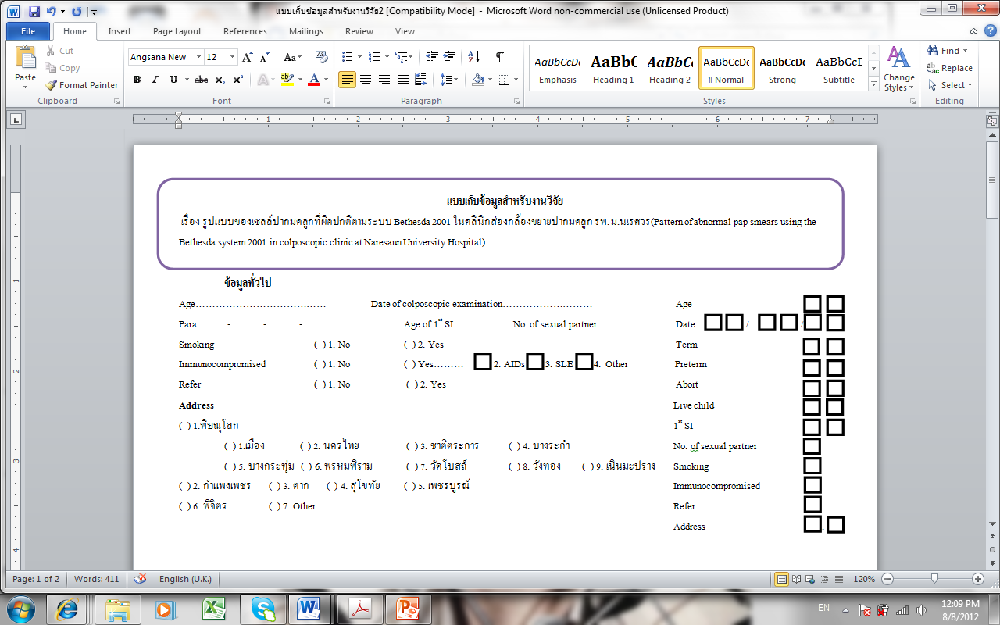 แบบเก็บข้อมูลสำหรับงานวิจัย2 [Compatibility Mode] - Microsoft Word non-commercial use (Unlicensed Product)
File Home Insert Page Layout References Mailings Review View
Paste Cut Copy Format Painter
Angsana New 12
AaBbCcDc AaBbC AaBbCc AaBbCcDc AaBbCcDc AaBbCcI
Emphasis Heading 1 Heading 2 ¶ Normal Strong Subtitle
Change Styles
Find Replace Select
Clipboard Font Paragraph Styles Editing
1 2 3 4 5 6 7
แบบเก็บข้อมูลสำหรับงานวิจัย
เรื่อง รูปแบบของเซลล์ปากมดลูกที่ผิดปกติตามระบบ Bethesda 2001 ในคลินิกส่องกล้องขยายปากมดลูก รพ. ม.นเรศวร(Pattern of abnormal pap smears using the
Bethesda system 2001 in colposcopic clinic at Naresaun University Hospital)
ข้อมูลทั่วไป
Age................................... Date of colposcopic examination........................... Age
Para.........-..........-..........-.......... Age of 1st SI............... No. of sexual partner................ Date / /
Smoking ( ) 1. No ( ) 2. Yes Term
Immunocompromised ( ) 1. No ( ) Yes......... 2. AIDs 3. SLE 4. Other Preterm
Refer ( ) 1. No ( ) 2. Yes Abort
Address Live child
( ) 1.พิษณุโลก 1st SI
( ) 1.เมือง ( ) 2. นครไทย ( ) 3. ชาติตระการ ( ) 4. บางระกำ No. of sexual partner
( ) 5. บางกระทุ่ม ( ) 6. พรหมพิราม ( ) 7. วัดโบสถ์ ( ) 8. วังทอง ( ) 9. เนินมะปราง Smoking
( ) 2. กำแพงเพชร ( ) 3. ตาก ( ) 4. สุโขทัย ( ) 5. เพชรบูรณ์ Immunocompromised
( ) 6. พิจิตร ( ) 7. Other .............. Refer
Address .
Page: 1 of 2 Words: 411 English (U.K.) 120%
EN 12:09 PM
8/8/2012